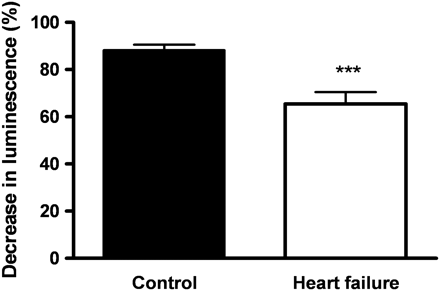 Decrease in luminescence (%)
100
80
60
40
20
0
***
Control
Heart failure